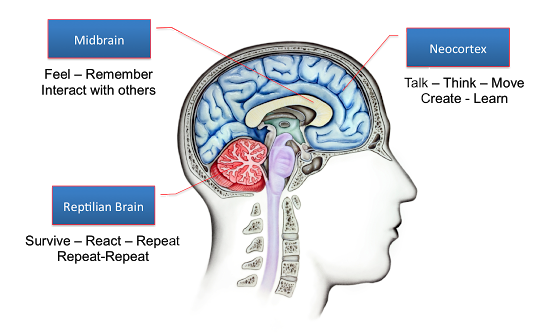 Midbrain
Feel – Remember
Interact with others
Neocortex
Talk – Think – Move
Create - Learn
Reptilian Brain
Survive – React – Repeat
Repeat-Repeat